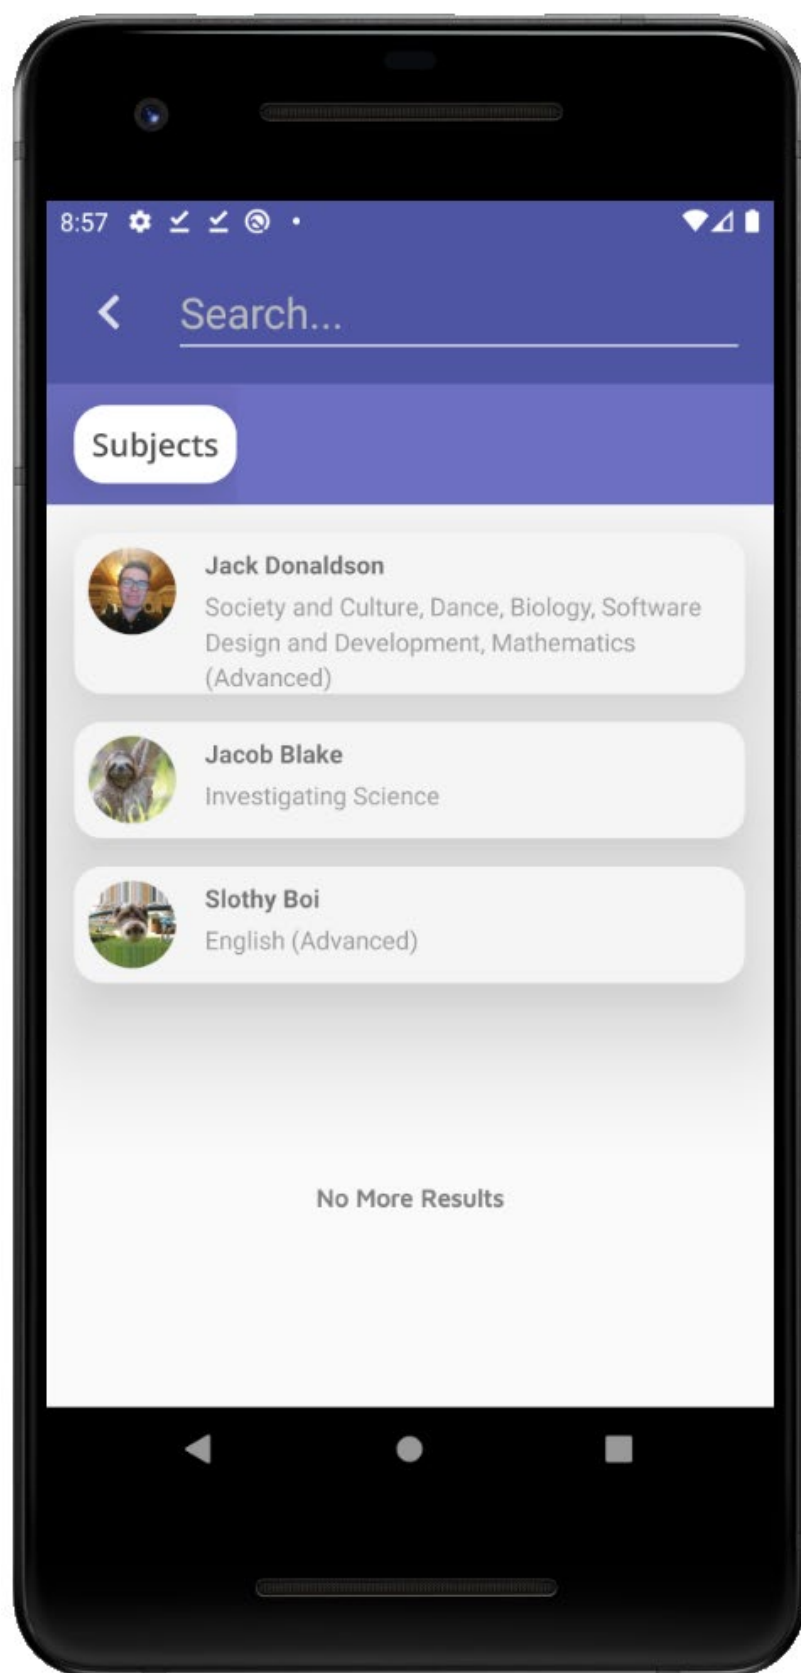 8:57
Search...
Subjects
Jack Donaldson
Society and Culture, Dance, Biology, Software
Design and Development, Mathematics
(Advanced)
Jacob Blake
Investigating Science
Slothy Boi
English (Advanced)
No More Results